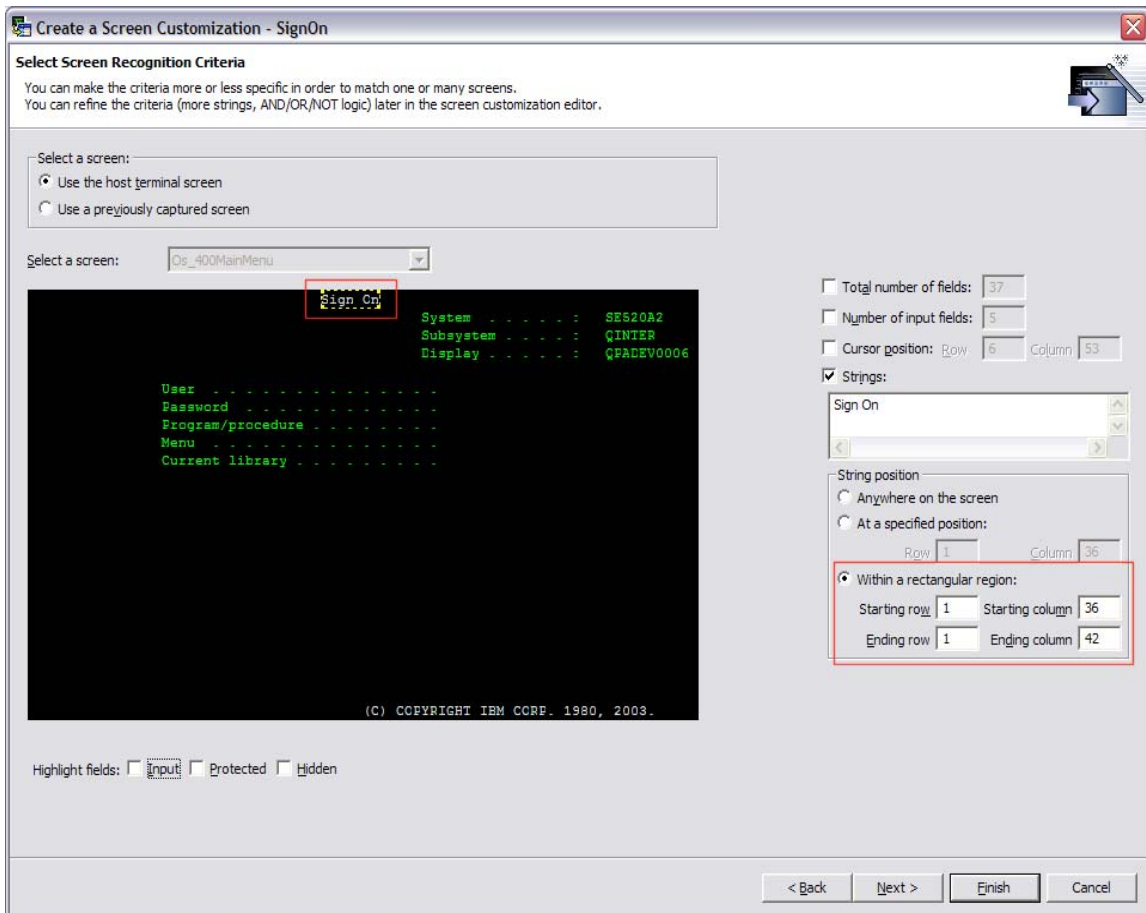 Create a Screen Customization - SignOn
Select Screen Recognition Criteria
You can make the criteria more or less specific in order to match one or many screens.
You can refine the criteria (more strings, AND/OR/NOT logic) later in the screen customization editor.
Select a screen:
Use the host terminal screen
Use a previously captured screen
Select a screen: Os_400MainMenu
Sign On
System . . . . . : SE520A2
Subsystem . . . . : QINTER
Display . . . . . : QPADEV0006
User . . . . . . . . . . . . . .
Password . . . . . . . . . . . .
Program/procedure . . . . . . . .
Menu . . . . . . . . . . . . . .
Current library . . . . . . . . .
(C) COPYRIGHT IBM CORP. 1980, 2003.
Total number of fields: 37
Number of input fields: 5
Cursor position: Row 6 Column 53
Strings:
Sign On
String position
Anywhere on the screen
At a specified position:
Row 1 Column 36
Within a rectangular region:
Starting row 1 Starting column 36
Ending row 1 Ending column 42
Highlight fields: Input Protected Hidden
< Back Next > Finish Cancel